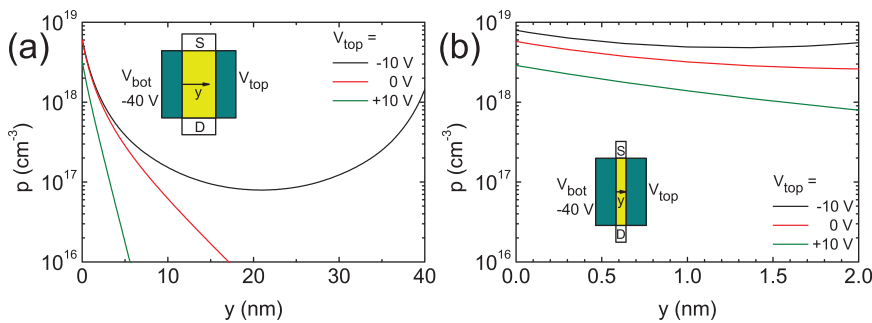 (a)
10^19
10^18
10^17
10^16
p (cm^-3)
0
10
20
30
40
y (nm)
S
D
y
V_bot
-40 V
V_top
V_top =
-10 V
0 V
+10 V
(b)
10^19
10^18
10^17
10^16
p (cm^-3)
0.0
0.5
1.0
1.5
2.0
y (nm)
S
D
y
V_bot
-40 V
V_top
V_top =
-10 V
0 V
+10 V